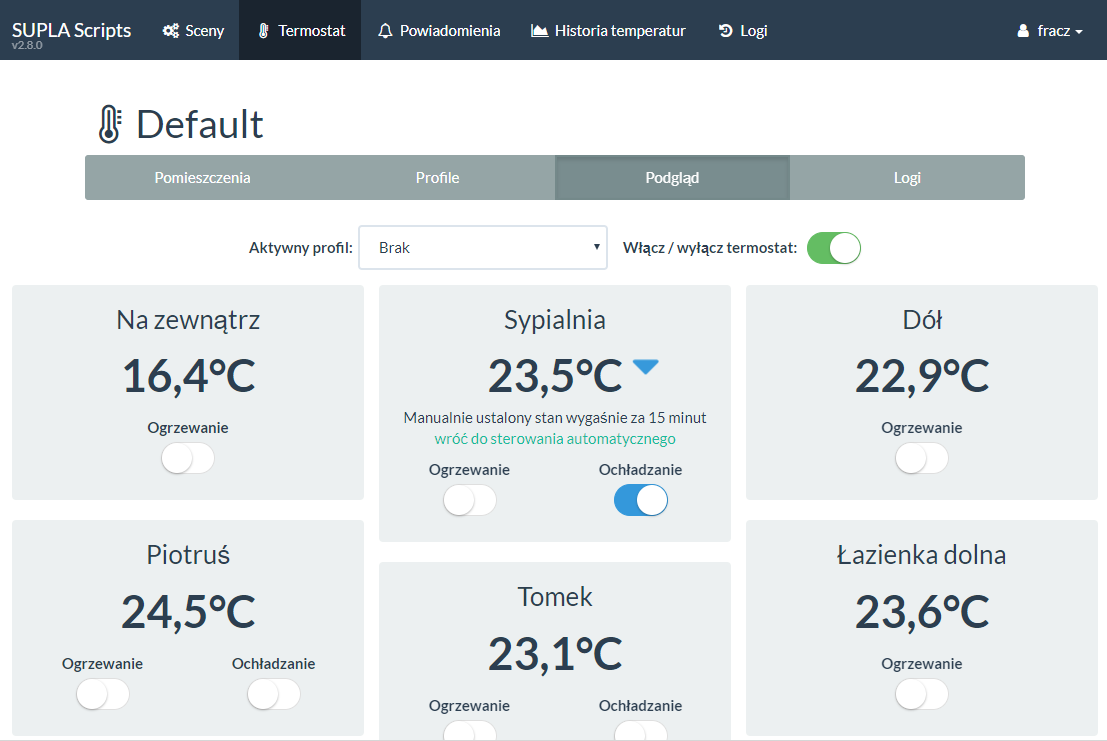 SUPLA Scripts
v2.8.0
Sceny
Termostat
Powiadomienia
Historia temperatur
Logi
fracz
Default
Pomieszczenia
Profile
Podgląd
Logi
Aktywny profil:
Brak
Włącz / wyłącz termostat:
Na zewnątrz
16,4°C
Ogrzewanie
Sypialnia
23,5°C
Manualnie ustalony stan wygaśnie za 15 minut
wróć do sterowania automatycznego
Ogrzewanie
Ochładzanie
Dół
22,9°C
Ogrzewanie
Piotruś
24,5°C
Ogrzewanie
Ochładzanie
Tomek
23,1°C
Ogrzewanie
Ochładzanie
Łazienka dolna
23,6°C
Ogrzewanie